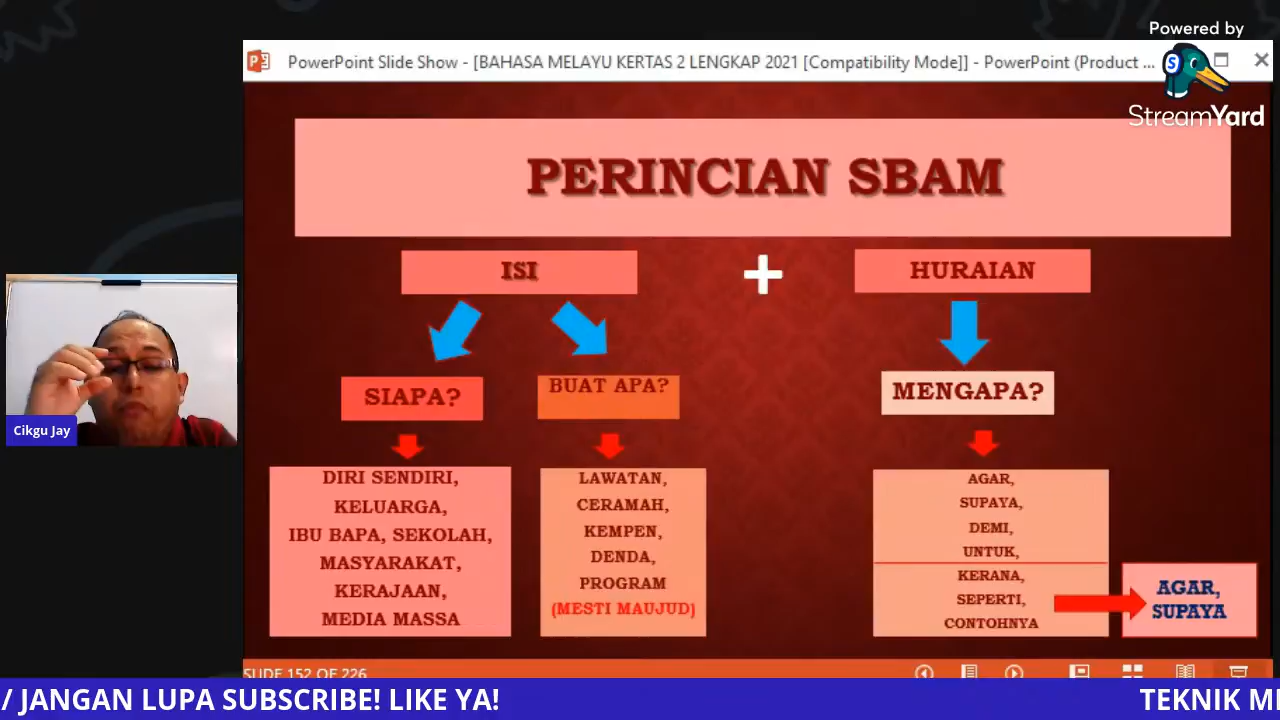 Powered by
StreamYard
PowerPoint Slide Show - [BAHASA MELAYU KERTAS 2 LENGKAP 2021 [Compatibility Mode]] - PowerPoint (Product ...
PERINCIAN SBAM
ISI
HURAIAN
SIAPA?
BUAT APA?
MENGAPA?
DIRI SENDIRI,
KELUARGA,
IBU BAPA, SEKOLAH,
MASYARAKAT,
KERAJAAN,
MEDIA MASSA
LAWATAN,
CERAMAH,
KEMPEN,
DENDA,
PROGRAM
(MESTI MAUJUD)
AGAR,
SUPAYA,
DEMI,
UNTUK,
KERANA,
SEPERTI,
CONTOHNYA
AGAR,
SUPAYA
Cikgu Jay
SLIDE 152 OF 226
/ JANGAN LUPA SUBSCRIBE! LIKE YA!
TEKNIK